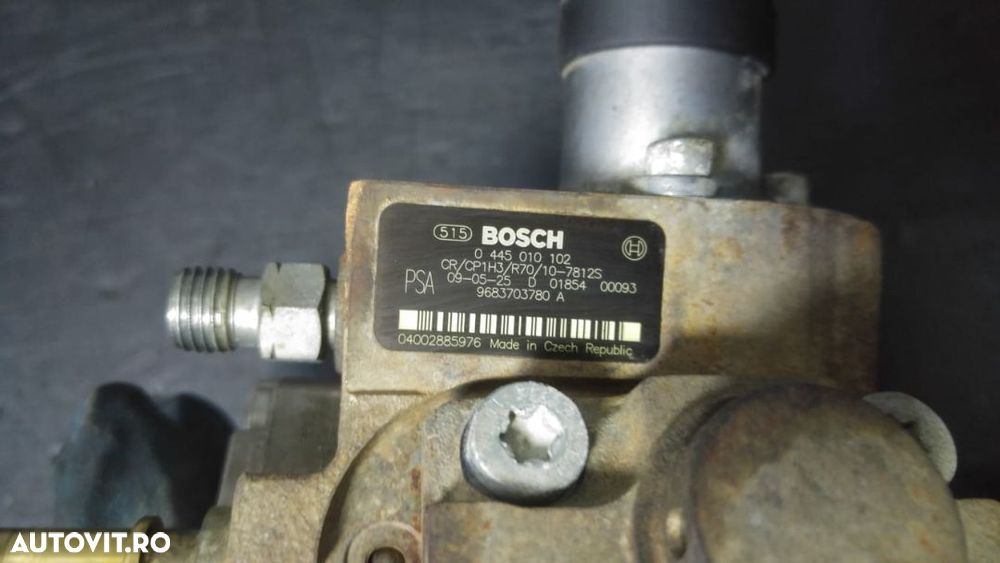 515 BOSCH
0 445 010 102
CR/CP1H3/R70/10-7812S
PSA 09-05-25 D 01854 00093
9683703780 A
04002885976 Made in Czech Republic
AUTOVIT.RO